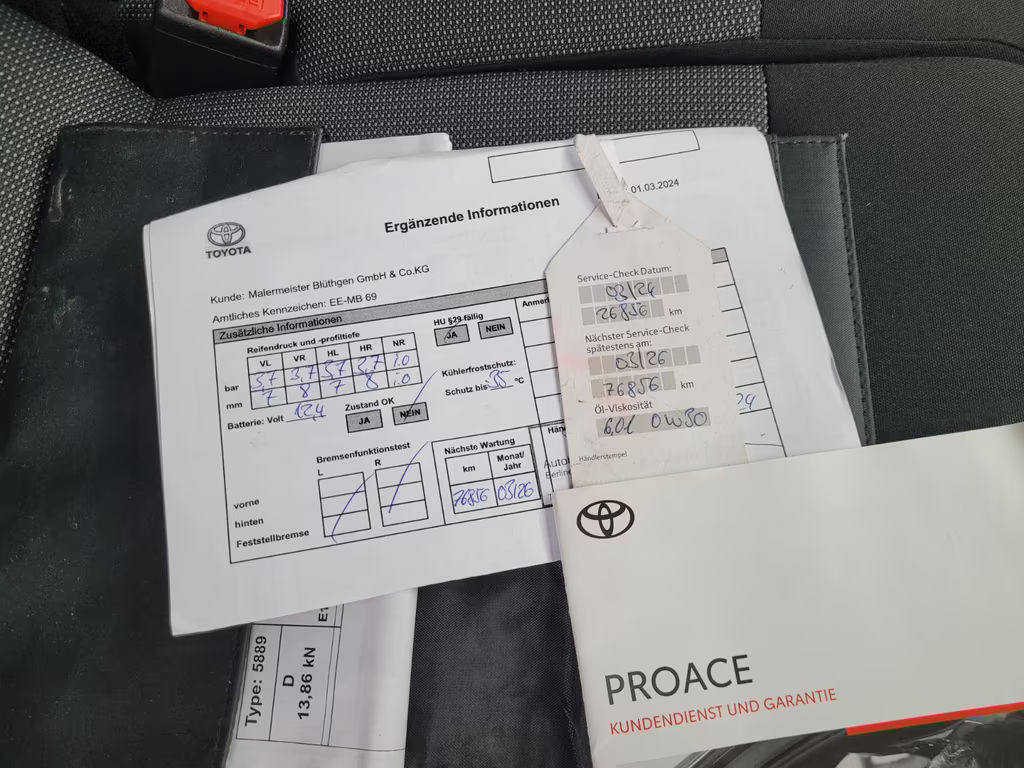 01.03.2024
TOYOTA
Ergänzende Informationen
Kunde: Malermeister Blüthgen GmbH & Co.KG
Amtliches Kennzeichen: EE-MB 69
Zusätzliche Informationen
Reifendruck und -profiltiefe
VL VR HL HR NR
bar 3,7 3,7 3,7 3,7 i.O
mm 7 8 7 8 i.O
Batterie: Volt 12,4
Zustand OK
JA NEIN
HU §29 fällig
JA NEIN
Kühlerfrostschutz:
Schutz bis -35 °C
Bremsenfunktionstest
L R
vorne
hinten
Feststellbremse
Nächste Wartung
km Monat/
Jahr
76856 03/26
Service-Check Datum:
03/24
26856 km
Nächster Service-Check
spätestens am:
03/26
76856 km
Öl-Viskosität
6,0l 0W30
Händlerstempel
Type: 5889
D
13,86 kN
PROACE
KUNDENDIENST UND GARANTIE